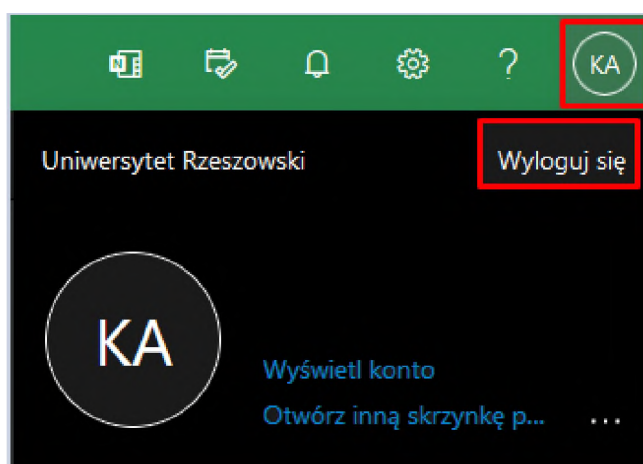 KA
Uniwersytet Rzeszowski
Wyloguj się
KA
Wyświetl konto
Otwórz inną skrzynkę p...